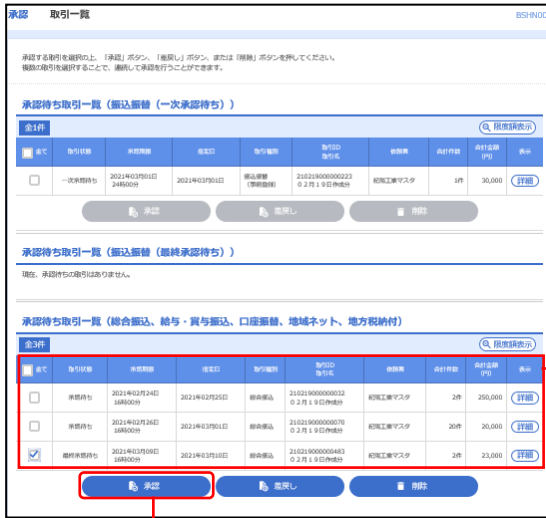 承認 取引一覧 BSHN00
承認する取引を選択の上、「承認」ボタン、「差戻し」ボタン、または「削除」ボタンを押してください。
複数の取引を選択することで、連続して承認を行うことができます。
承認待ち取引一覧（振込振替（一次承認待ち））
全1件 限度額表示
全て 取引状態 承認期限 指定日 取引種別 取引ID 取引名 依頼者 合計件数 合計金額 (円) 表示
一次承認待ち 2021年03月01日 24時00分 2021年03月01日 振込振替 （事前登録） 210219000000223 ０２月１９日作成分 紀陽工業マスタ 1件 30,000 詳細
承認 差戻し 削除
承認待ち取引一覧（振込振替（最終承認待ち））
現在、承認待ちの取引はありません。
承認待ち取引一覧（総合振込、給与・賞与振込、口座振替、地域ネット、地方税納付）
全3件 限度額表示
全て 取引状態 承認期限 指定日 取引種別 取引ID 取引名 依頼者 合計件数 合計金額 (円) 表示
承認待ち 2021年02月24日 16時00分 2021年02月25日 総合振込 210219000000032 ０２月１９日作成分 紀陽工業マスタ 2件 250,000 詳細
承認待ち 2021年02月26日 16時00分 2021年03月01日 総合振込 210219000000070 ０２月１９日作成分 紀陽工業マスタ 20件 20,000 詳細
最終承認待ち 2021年03月09日 16時00分 2021年03月10日 総合振込 210219000000483 ０２月１９日作成分 紀陽工業マスタ 2件 23,000 詳細
承認 差戻し 削除